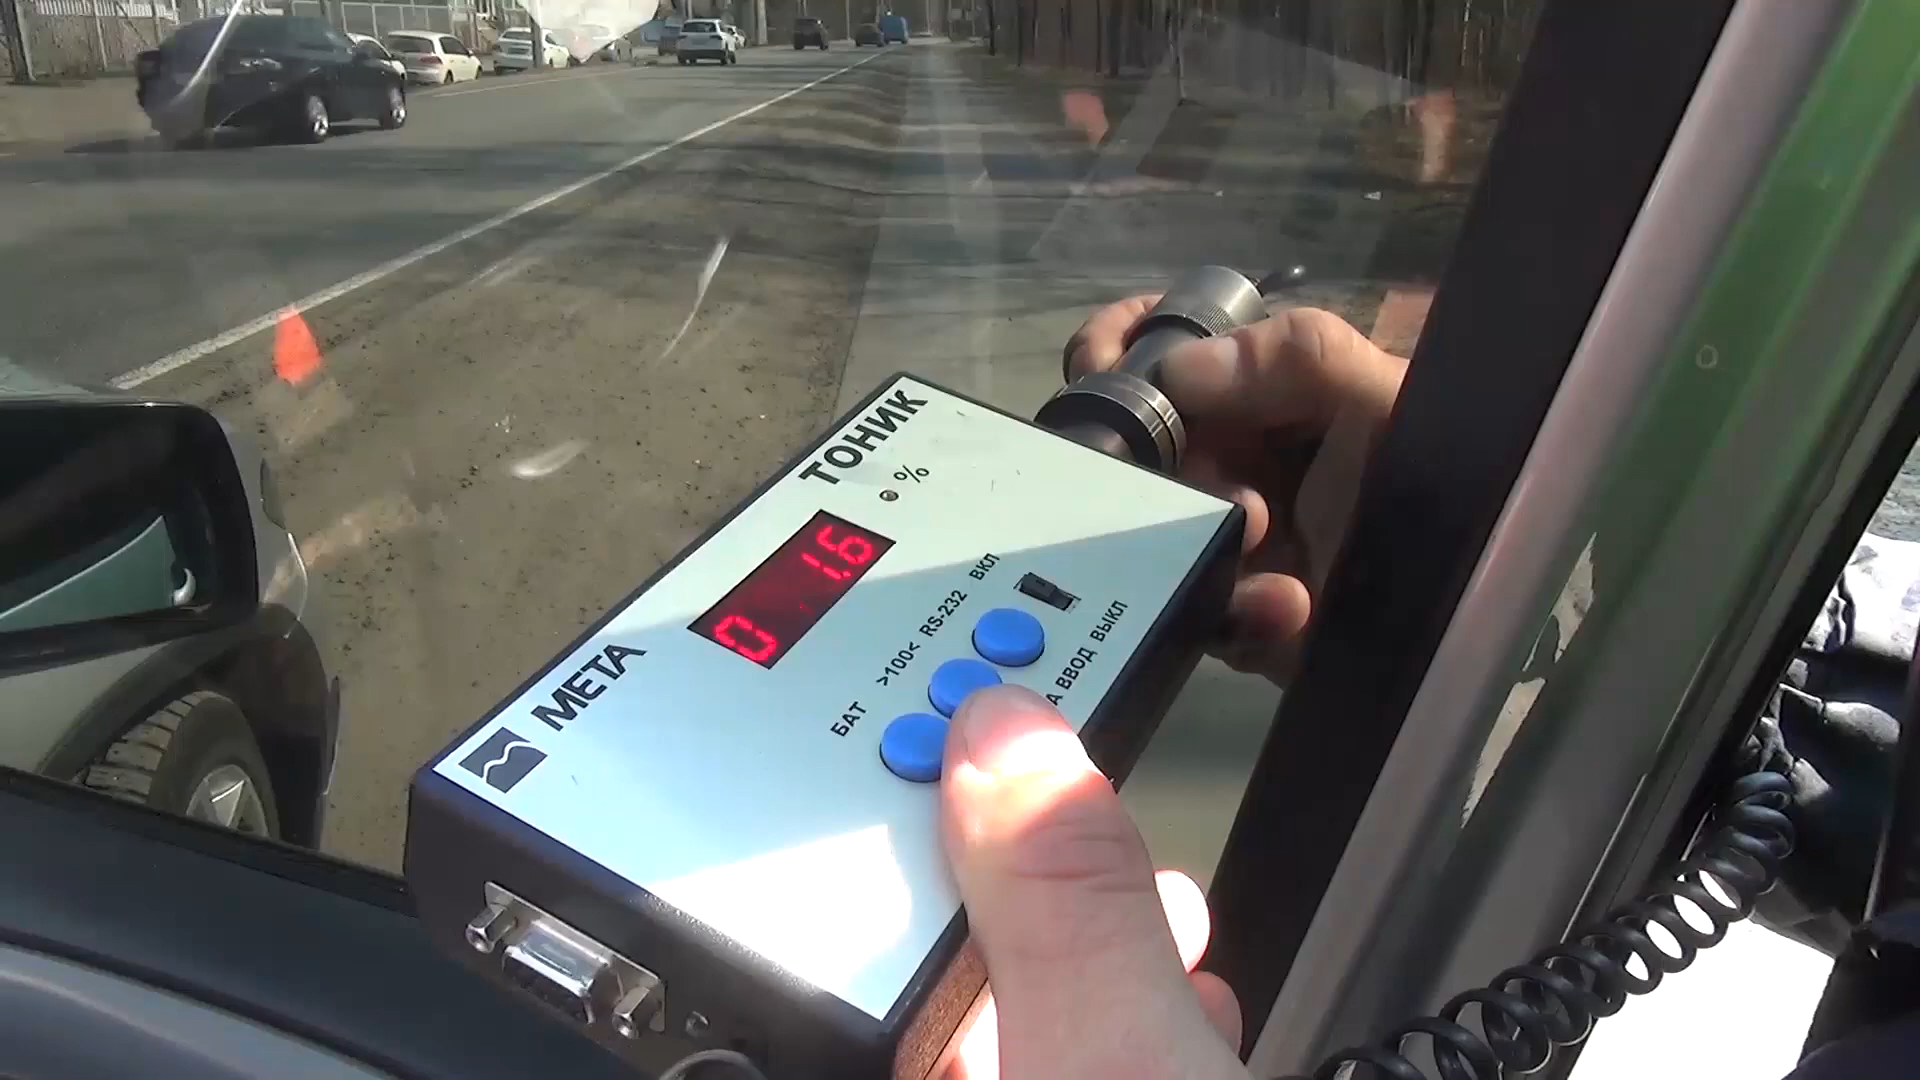 МЕТА
ТОНИК
%
0 1.6
БАТ >100< RS-232 ВКЛ
ВВОД ВЫКЛ